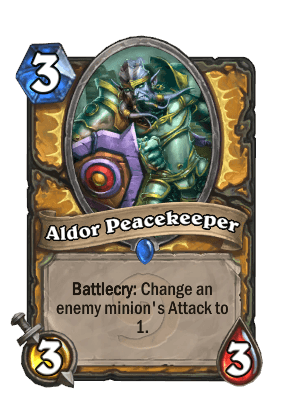 3
Aldor Peacekeeper
Battlecry: Change an
enemy minion's Attack to
1.
3
3